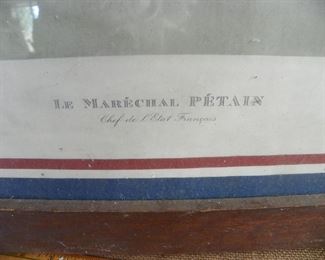 LE MARÉCHAL PÉTAIN
Chef de l'Etat Français